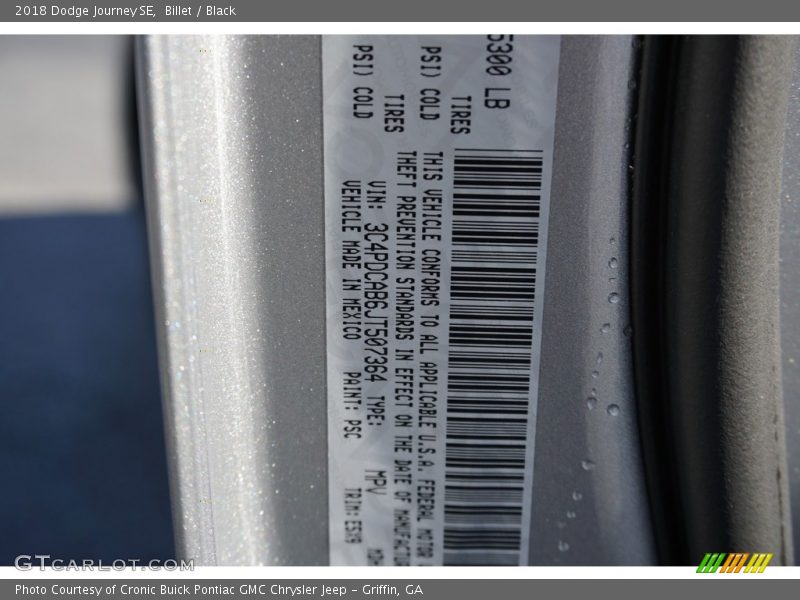 2018 Dodge Journey SE, Billet / Black
5300 LB
TIRES
PSI) COLD
TIRES
PSI) COLD
THIS VEHICLE CONFORMS TO ALL APPLICABLE U.S.A. FEDERAL MOTOR
THEFT PREVENTION STANDARDS IN EFFECT ON THE DATE OF
VIN: 3C4PDCAB6JT507364 TYPE: MPV
VEHICLE MADE IN MEXICO PAINT: PSC TRIM:
GTCarLot.com
Photo Courtesy of Cronic Buick Pontiac GMC Chrysler Jeep – Griffin, GA